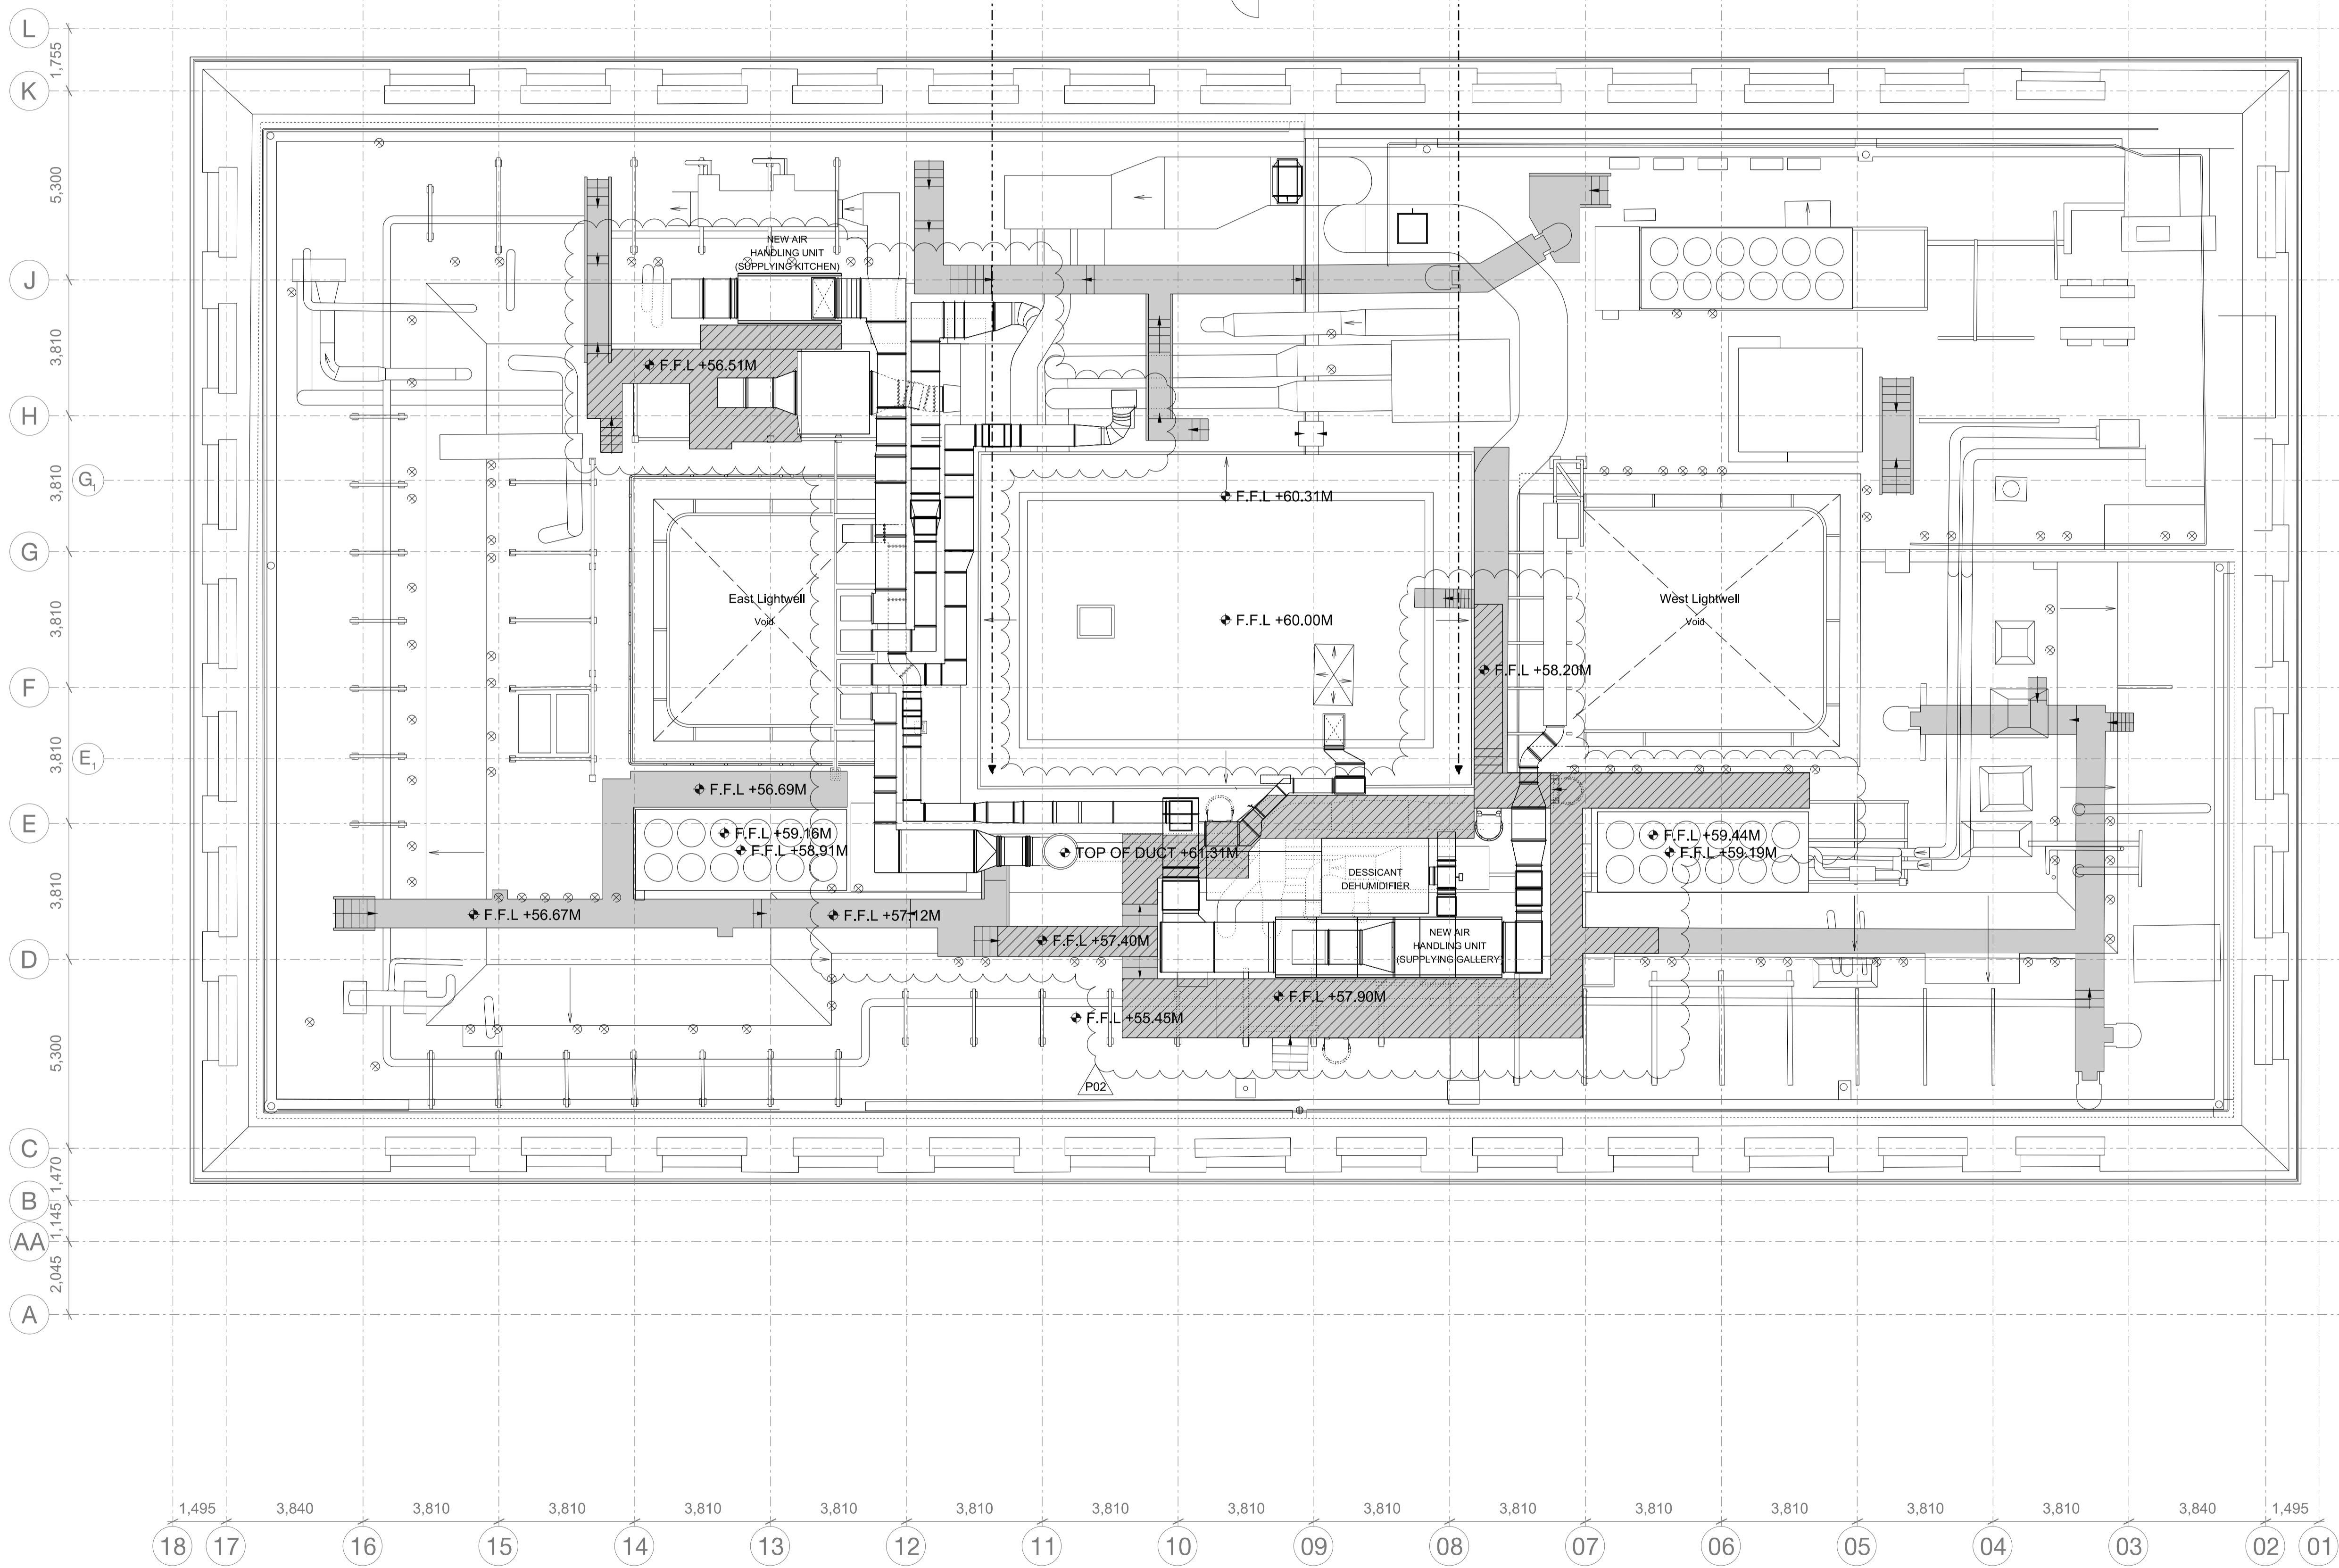 L
1,755
K
5,300
J
3,810
H
3,810
G1
G
3,810
F
3,810
E1
E
3,810
D
5,300
C
1,470
B
1,145
AA
2,045
A
NEW AIR
HANDLING UNIT
(SUPPLYING KITCHEN)
F.F.L +56.51M
F.F.L +60.31M
East Lightwell
Void
F.F.L +60.00M
West Lightwell
Void
F.F.L +58.20M
F.F.L +56.69M
F.F.L +59.16M
F.F.L +58.91M
TOP OF DUCT +61.31M
F.F.L +59.44M
F.F.L +59.19M
DESSICANT
DEHUMIDIFIER
F.F.L +56.67M
F.F.L +57.12M
F.F.L +57.40M
NEW AIR
HANDLING UNIT
(SUPPLYING GALLERY)
F.F.L +57.90M
F.F.L +55.45M
P02
1,495 3,840 3,810 3,810 3,810 3,810 3,810 3,810 3,810 3,810 3,810 3,810 3,810 3,810 3,810 3,840 1,495
18 17 16 15 14 13 12 11 10 09 08 07 06 05 04 03 02 01